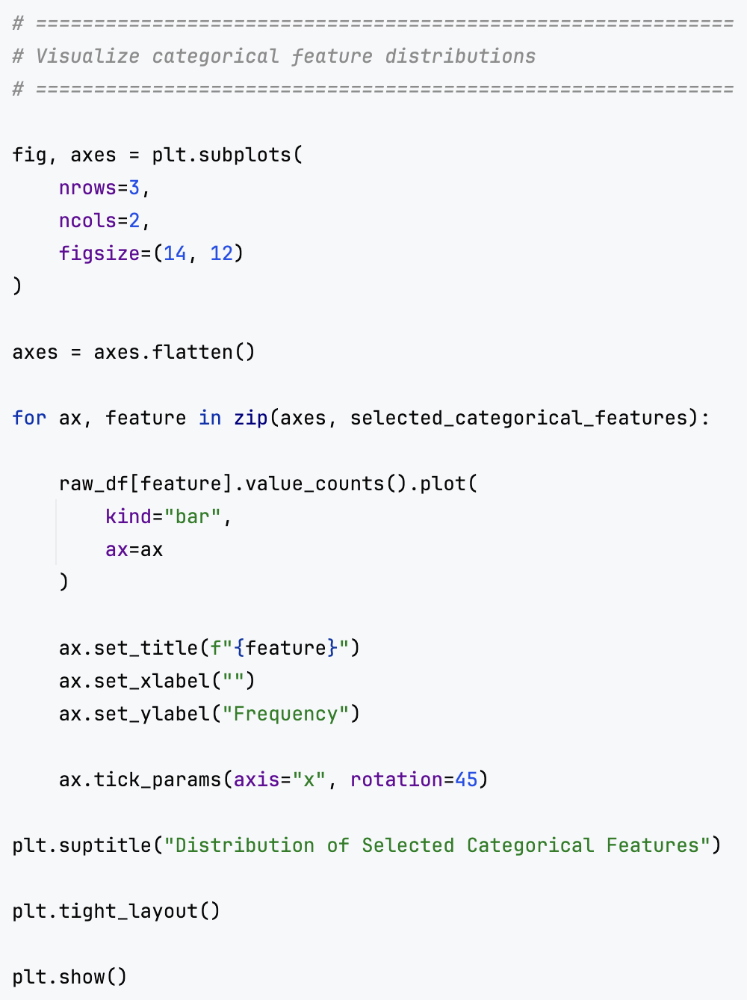 # ============================================================
# Visualize categorical feature distributions
# ============================================================
fig, axes = plt.subplots(
    nrows=3,
    ncols=2,
    figsize=(14, 12)
)
axes = axes.flatten()
for ax, feature in zip(axes, selected_categorical_features):
    raw_df[feature].value_counts().plot(
        kind="bar",
        ax=ax
    )
    ax.set_title(f"{feature}")
    ax.set_xlabel("")
    ax.set_ylabel("Frequency")
    ax.tick_params(axis="x", rotation=45)
plt.suptitle("Distribution of Selected Categorical Features")
plt.tight_layout()
plt.show()